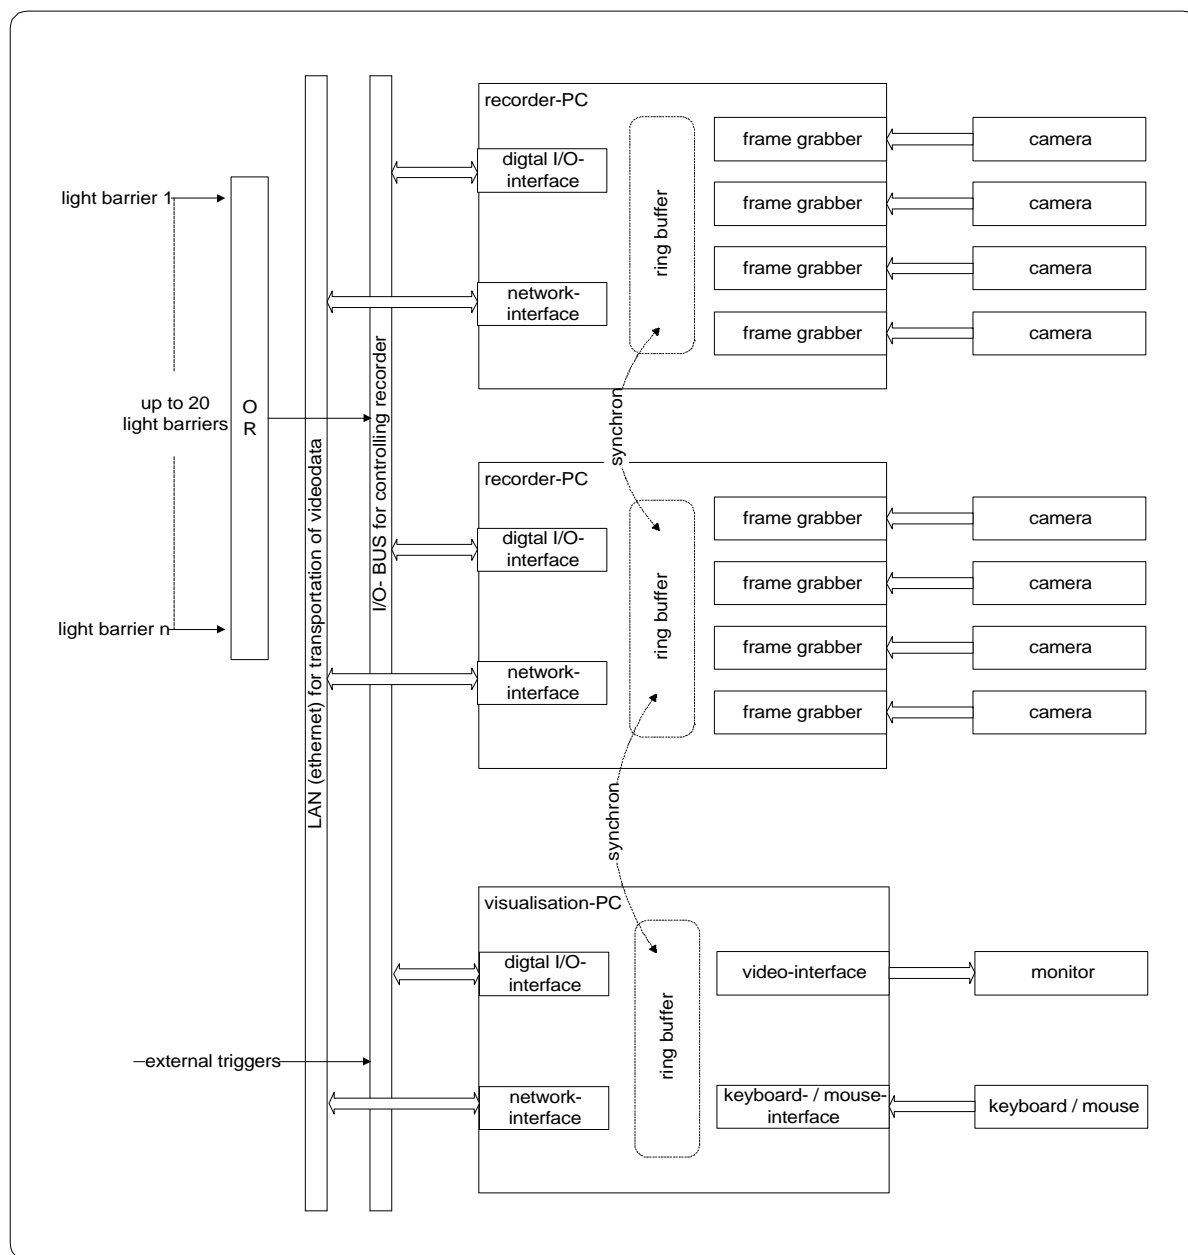 recorder-PC
digtal I/O-
interface
network-
interface
ring buffer
frame grabber
frame grabber
frame grabber
frame grabber
camera
camera
camera
camera
light barrier 1
up to 20
light barriers
light barrier n
O
R
LAN (ethernet) for transportation of videodata
I/O- BUS for controlling recorder
synchron
recorder-PC
digtal I/O-
interface
network-
interface
ring buffer
frame grabber
frame grabber
frame grabber
frame grabber
camera
camera
camera
camera
synchron
visualisation-PC
digtal I/O-
interface
network-
interface
ring buffer
video-interface
monitor
keyboard- / mouse-
interface
keyboard / mouse
external triggers